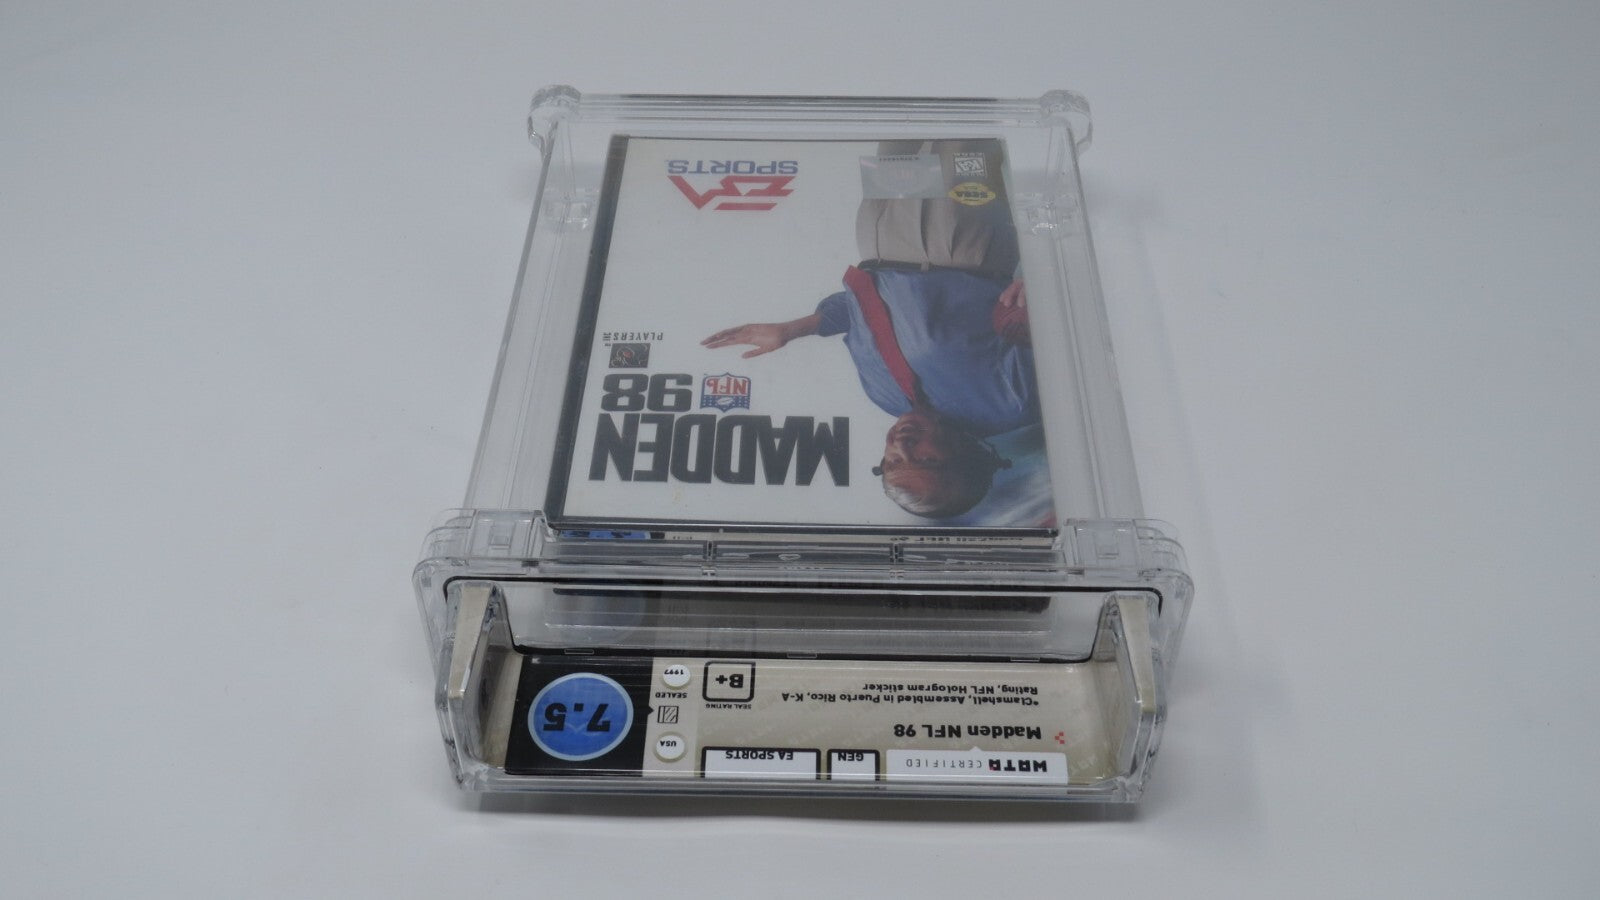 WATA CERTIFIED
GEN
EA SPORTS
USA
Madden NFL 98
*Clamshell, Assembled in Puerto Rico, K-A
Rating, NFL Hologram sticker
SEAL RATING
B+
SEALED
1997
7.5
MADDEN
NFL
98
PLAYERS
EA
SPORTS
SEGA
K-A